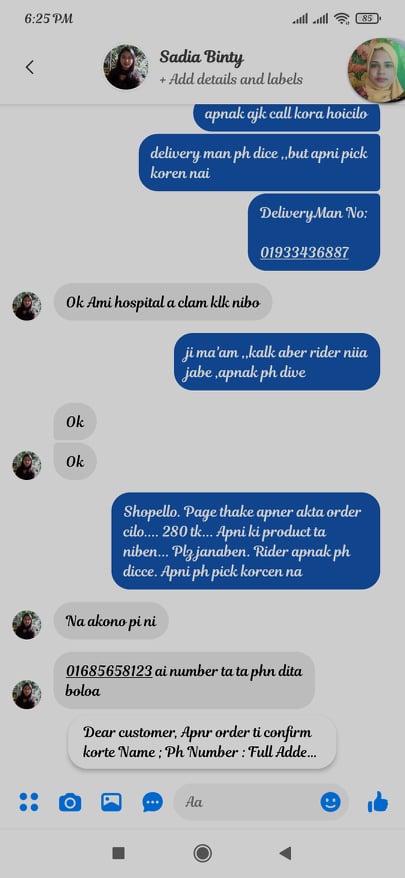 6:25 PM
85
Sadia Binty
+ Add details and labels
apnak ajk call kora hoicilo
delivery man ph dice ,,but apni pick
koren nai
DeliveryMan No:
01933436887
Ok Ami hospital a clam klk nibo
ji ma'am ,,kalk aber rider niia
jabe ,apnak ph dive
Ok
Ok
Shopello. Page thake apner akta order
cilo.... 280 tk... Apni ki product ta
niben... Plz janaben. Rider apnak ph
dicce. Apni ph pick korcen na
Na akono pi ni
01685658123 ai number ta ta phn dita
boloa
Dear customer, Apnr order ti confirm
korte Name ; Ph Number : Full Adde...
Aa